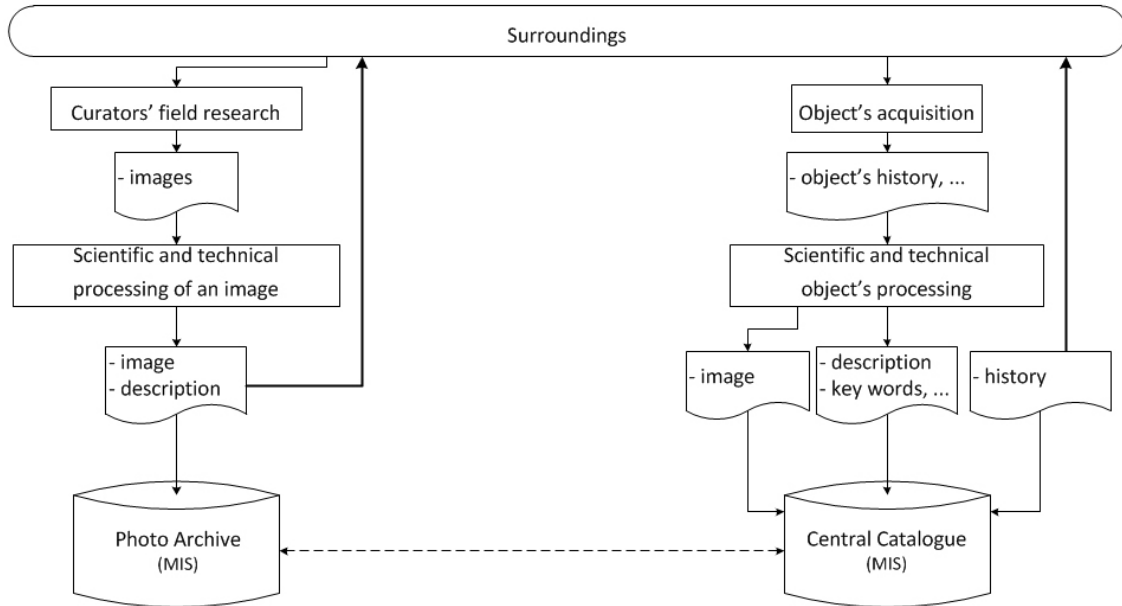 Surroundings
Curators’ field research
- images
Scientific and technical
processing of an image
- image
- description
Photo Archive
(MIS)
Object’s acquisition
- object’s history, ...
Scientific and technical
object’s processing
- image
- description
- key words, ...
- history
Central Catalogue
(MIS)